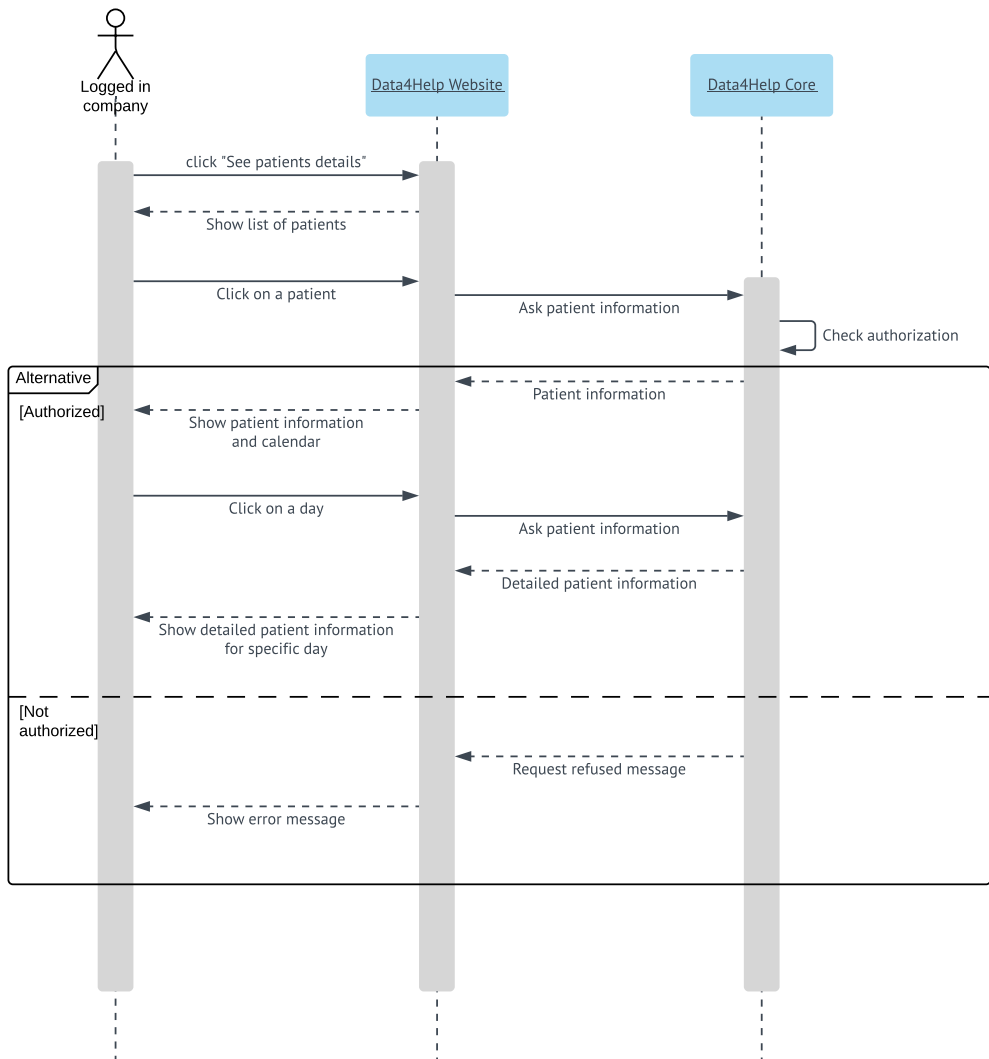 Logged in
company
Data4Help Website
Data4Help Core
click "See patients details"
Show list of patients
Click on a patient
Ask patient information
Check authorization
Alternative
[Authorized]
Patient information
Show patient information
and calendar
Click on a day
Ask patient information
Detailed patient information
Show detailed patient information
for specific day
[Not
authorized]
Request refused message
Show error message